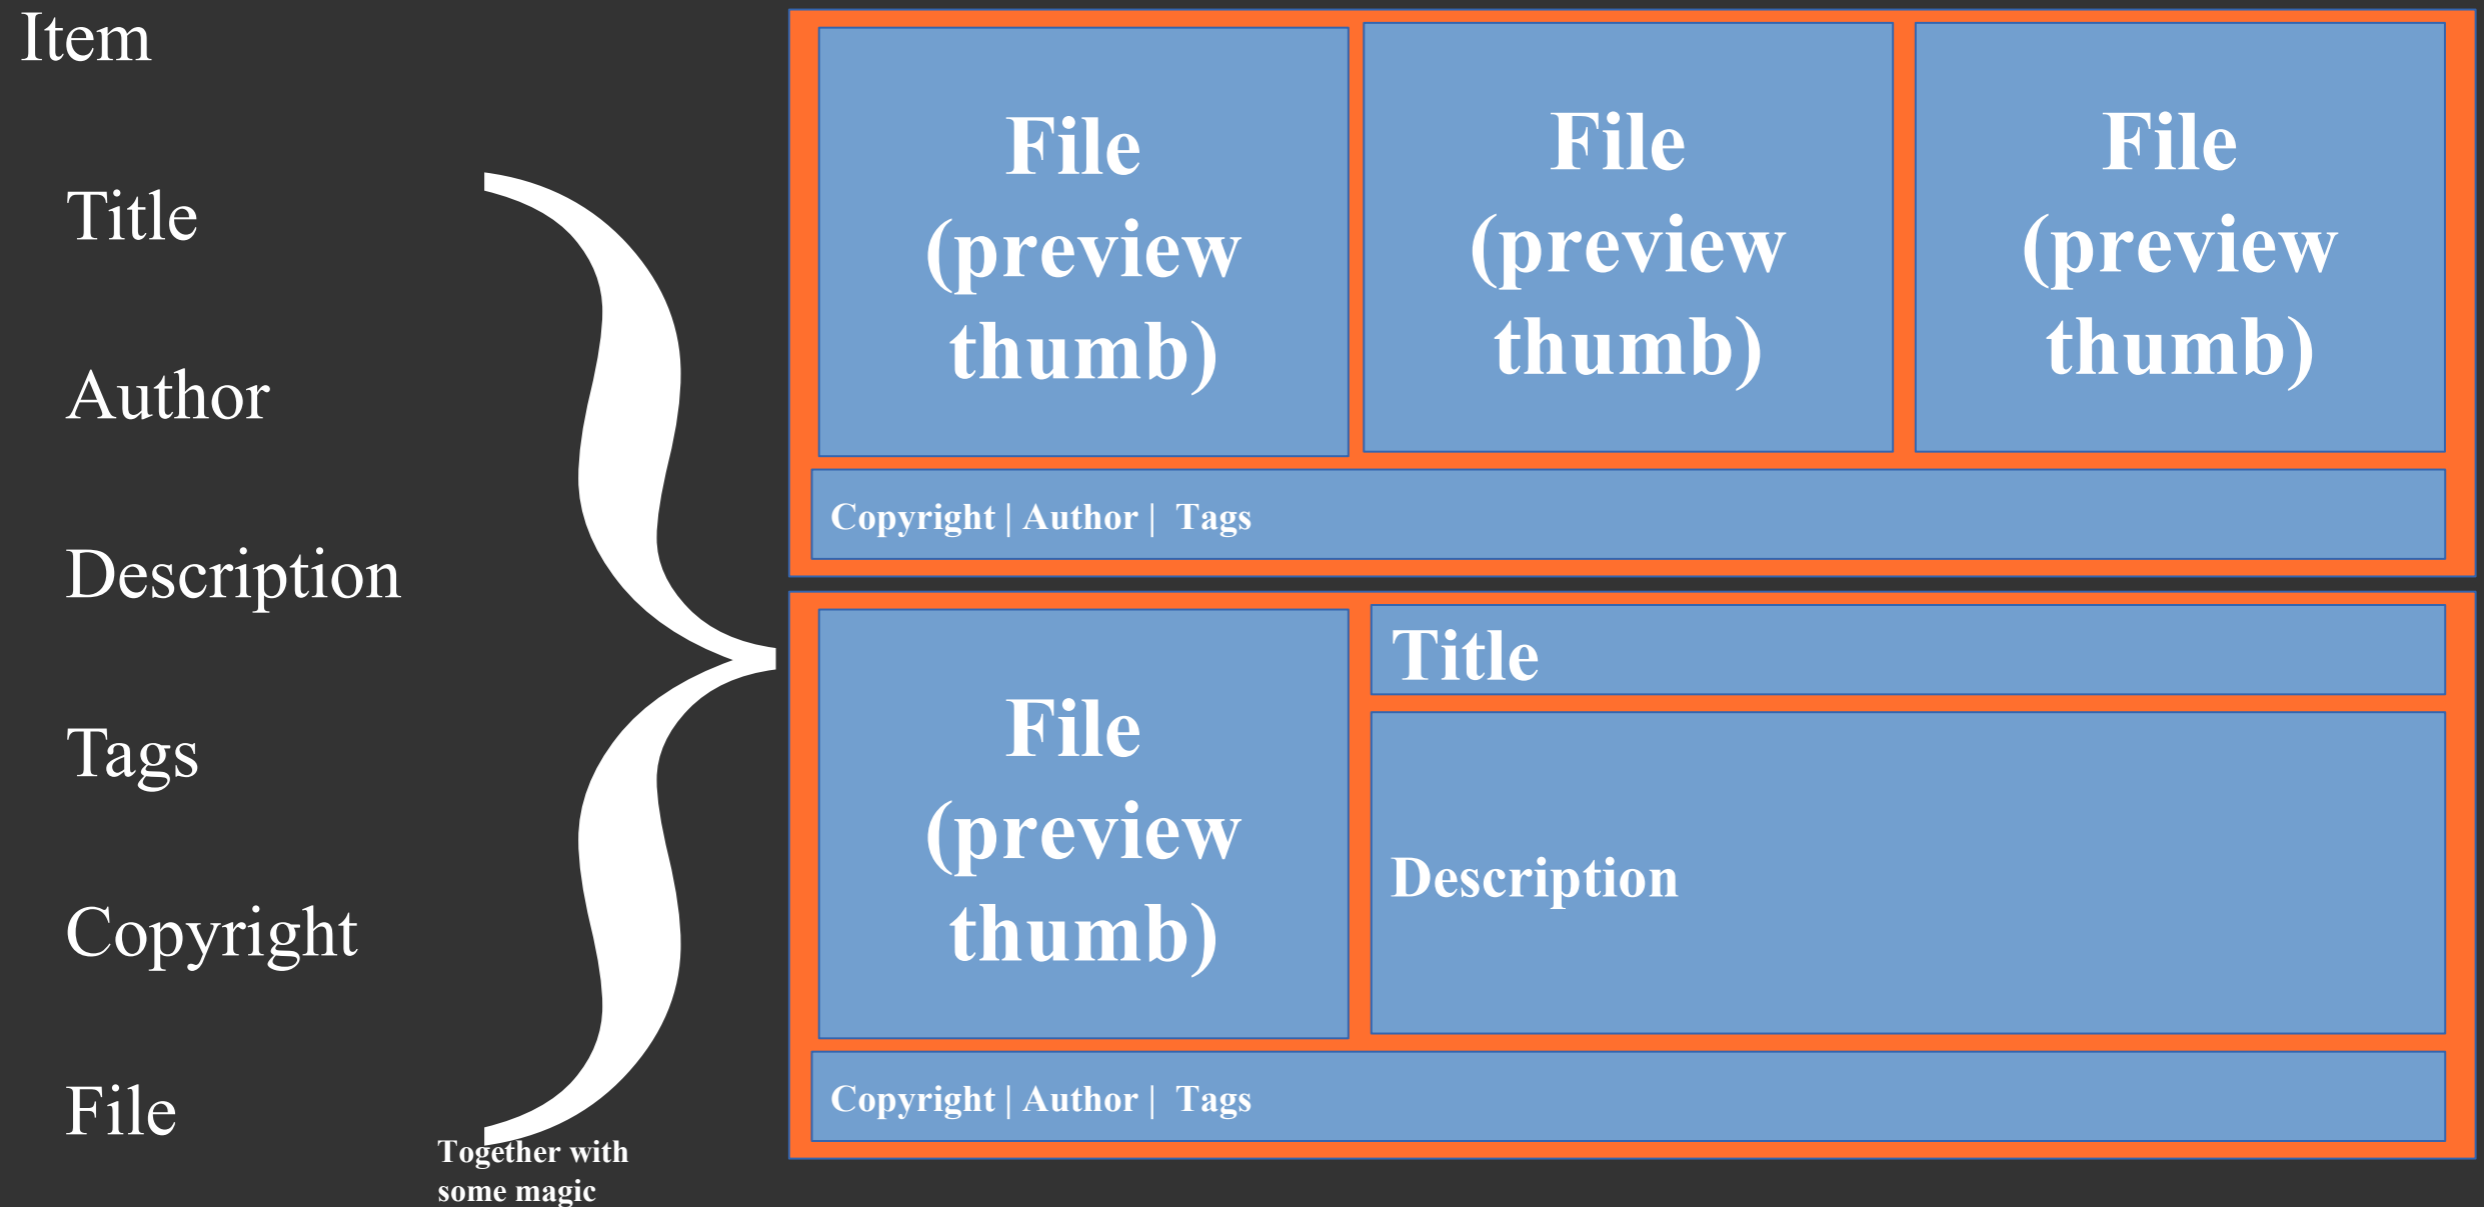 Item
Title
Author
Description
Tags
Copyright
File
Together with
some magic
File
(preview
thumb)
File
(preview
thumb)
File
(preview
thumb)
Copyright | Author |  Tags
File
(preview
thumb)
Title
Description
Copyright | Author |  Tags